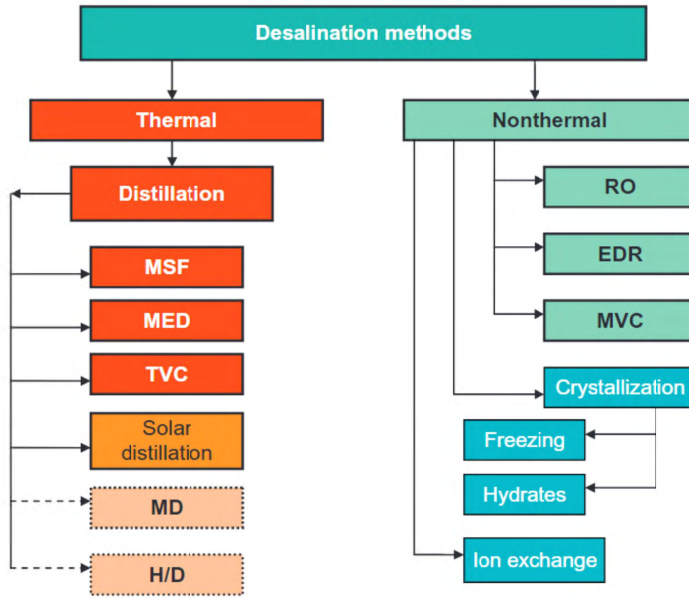 Desalination methods
Thermal
Nonthermal
Distillation
MSF
MED
TVC
Solar
distillation
MD
H/D
RO
EDR
MVC
Crystallization
Freezing
Hydrates
Ion exchange